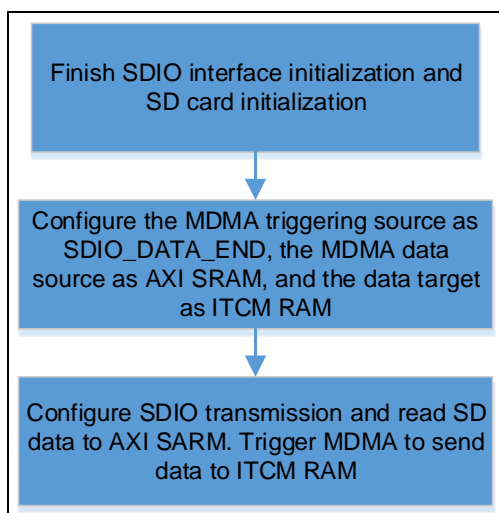 Finish SDIO interface initialization and
SD card initialization
Configure the MDMA triggering source as
SDIO_DATA_END, the MDMA data
source as AXI SRAM, and the data target
as ITCM RAM
Configure SDIO transmission and read SD
data to AXI SARM. Trigger MDMA to send
data to ITCM RAM